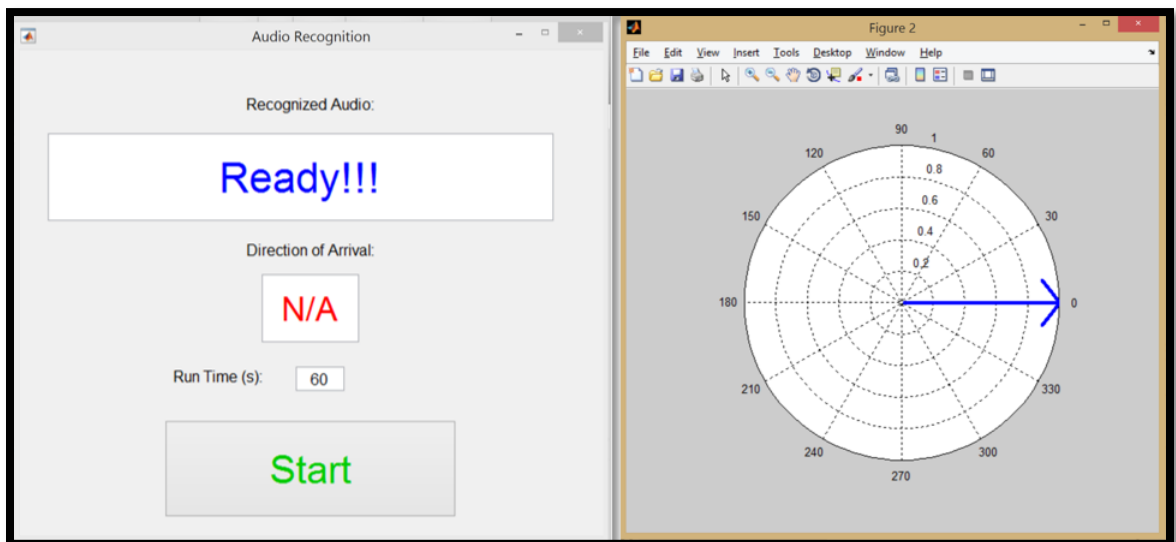 Audio Recognition
Recognized Audio:
Ready!!!
Direction of Arrival:
N/A
Run Time (s): 60
Start
Figure 2
File Edit View Insert Tools Desktop Window Help
90
1
120 60
0.8
0.6
150 30
0.4
0.2
180 0
210 330
240 300
270